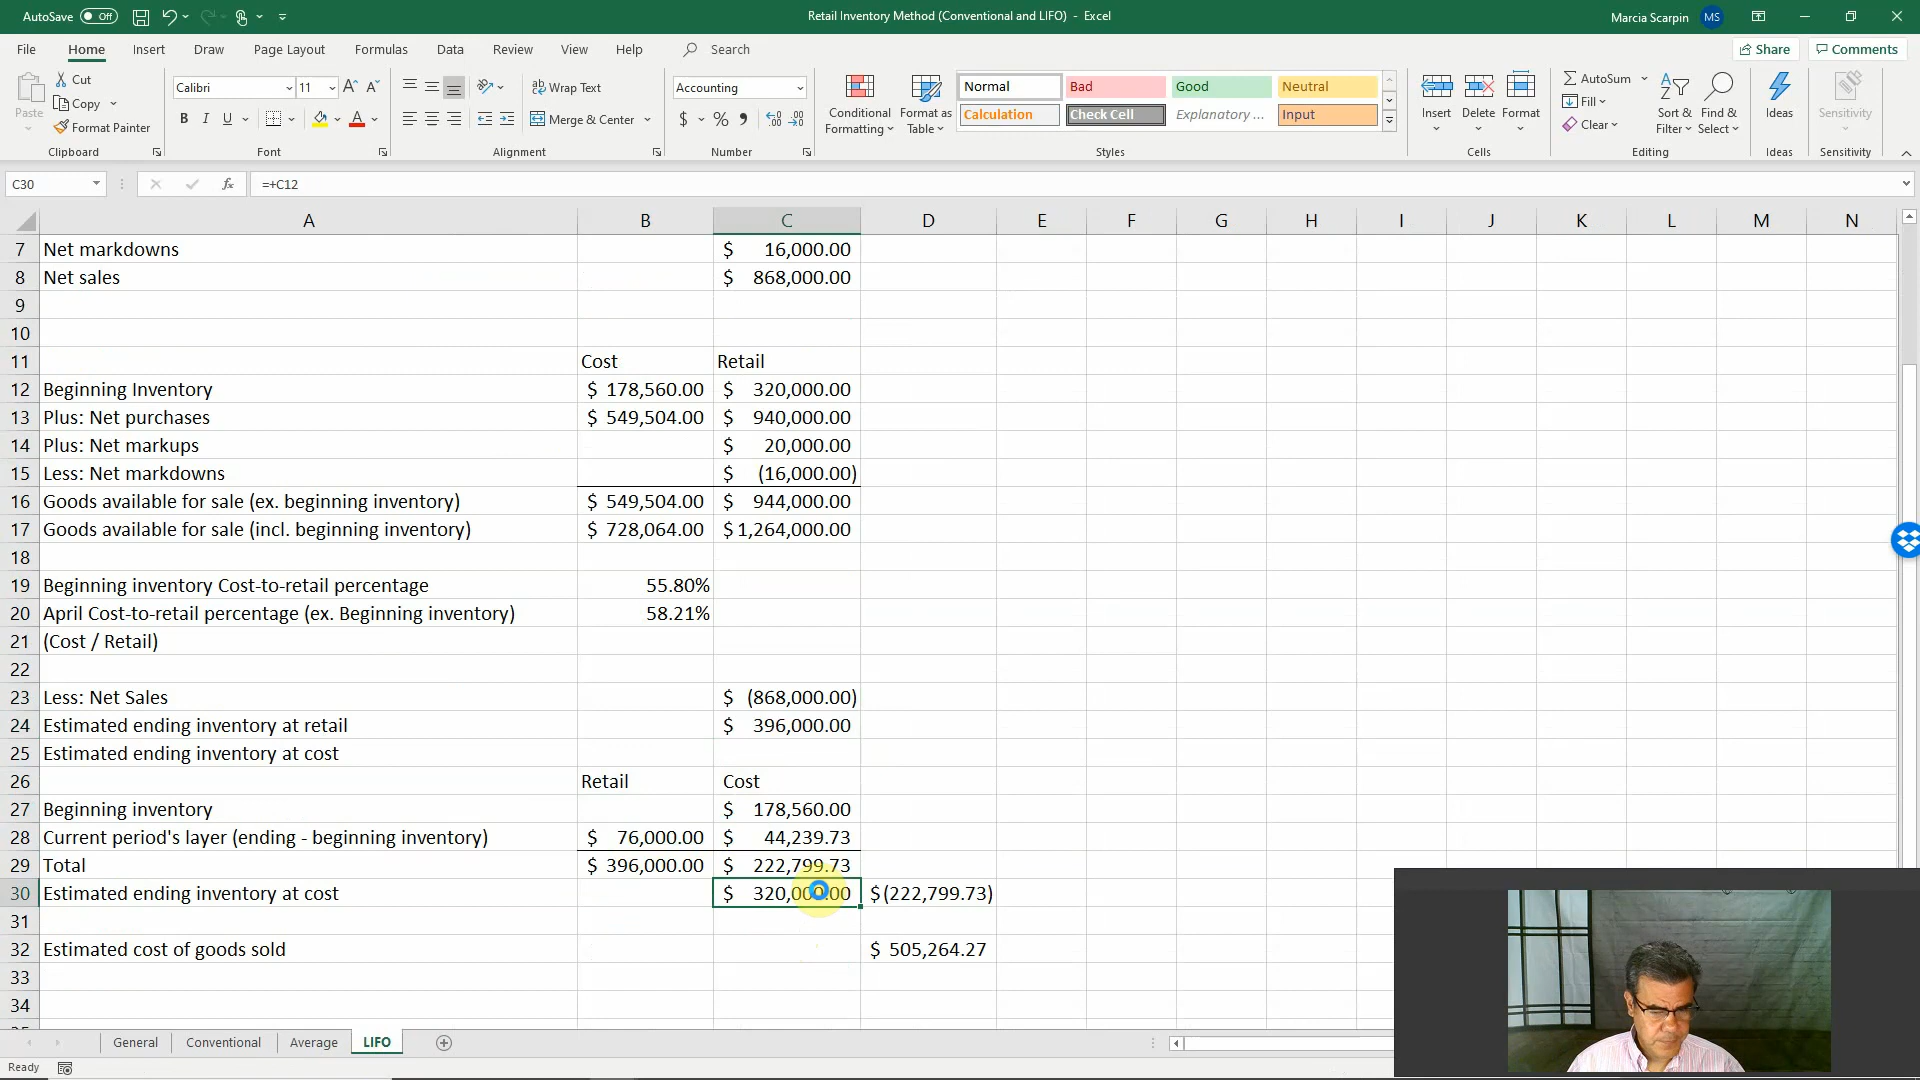 AutoSave Off
Retail Inventory Method (Conventional and LIFO) - Excel
Marcia Scarpin MS
File Home Insert Draw Page Layout Formulas Data Review View Help Search
Share Comments
Paste
Cut
Copy
Format Painter
Clipboard
Calibri 11 A A
B I U A
Font
Wrap Text
Merge & Center
Alignment
Accounting
$ % ,
Number
Conditional Formatting
Format as Table
Normal Bad Good Neutral
Calculation Check Cell Explanatory ... Input
Styles
Insert Delete Format
Cells
AutoSum
Fill
Clear
Sort & Filter
Find & Select
Editing
Ideas
Ideas
Sensitivity
Sensitivity
C30 fx =+C12
A B C D E F G H I J K L M N
7 Net markdowns $ 16,000.00
8 Net sales $ 868,000.00
9
10
11 Cost Retail
12 Beginning Inventory $ 178,560.00 $ 320,000.00
13 Plus: Net purchases $ 549,504.00 $ 940,000.00
14 Plus: Net markups $ 20,000.00
15 Less: Net markdowns $ (16,000.00)
16 Goods available for sale (ex. beginning inventory) $ 549,504.00 $ 944,000.00
17 Goods available for sale (incl. beginning inventory) $ 728,064.00 $ 1,264,000.00
18
19 Beginning inventory Cost-to-retail percentage 55.80%
20 April Cost-to-retail percentage (ex. Beginning inventory) 58.21%
21 (Cost / Retail)
22
23 Less: Net Sales $ (868,000.00)
24 Estimated ending inventory at retail $ 396,000.00
25 Estimated ending inventory at cost
26 Retail Cost
27 Beginning inventory $ 178,560.00
28 Current period's layer (ending - beginning inventory) $ 76,000.00 $ 44,239.73
29 Total $ 396,000.00 $ 222,799.73
30 Estimated ending inventory at cost $ 320,000.00 $ (222,799.73)
31
32 Estimated cost of goods sold $ 505,264.27
33
34
General Conventional Average LIFO
Ready